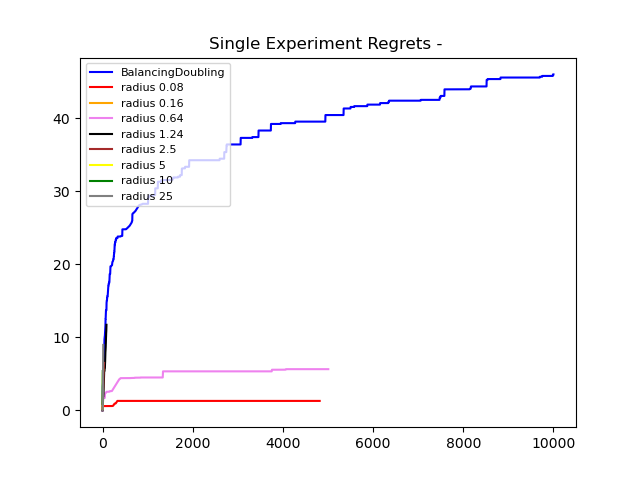 Single Experiment Regrets -
BalancingDoubling
radius 0.08
radius 0.16
radius 0.64
radius 1.24
radius 2.5
radius 5
radius 10
radius 25
40
30
20
10
0
0 2000 4000 6000 8000 10000